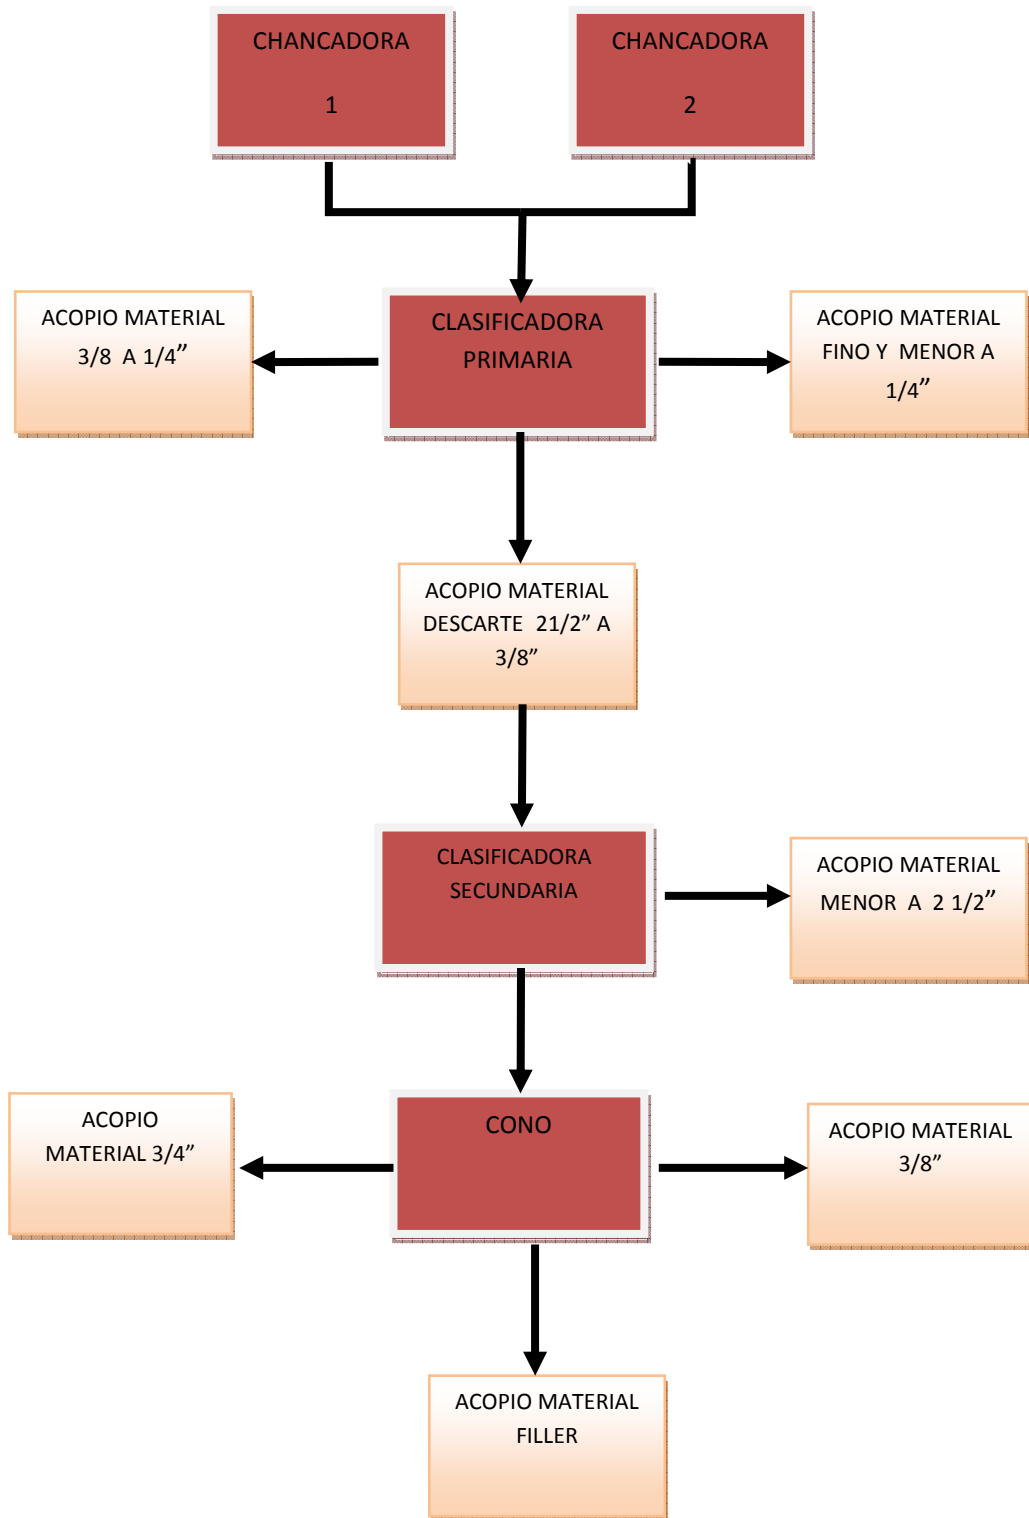 CHANCADORA
1
CHANCADORA
2
ACOPIO MATERIAL
3/8 A 1/4”
CLASIFICADORA
PRIMARIA
ACOPIO MATERIAL
FINO Y MENOR A
1/4”
ACOPIO MATERIAL
DESCARTE 21/2” A
3/8”
CLASIFICADORA
SECUNDARIA
ACOPIO MATERIAL
MENOR A 2 1/2”
ACOPIO
MATERIAL 3/4”
CONO
ACOPIO MATERIAL
3/8”
ACOPIO MATERIAL
FILLER